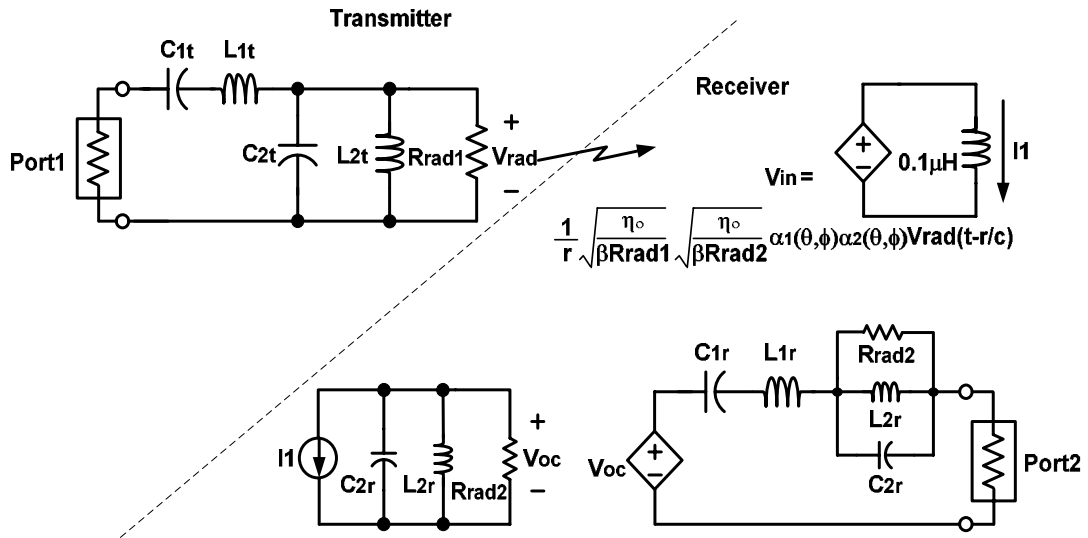 Transmitter
C1t
L1t
Port1
C2t
L2t
Rrad1
+
Vrad
−
Receiver
Vin =
+
−
0.1μH
I1
1/r √(ηο/βRrad1) √(ηο/βRrad2) α1(θ,ϕ)α2(θ,ϕ)Vrad(t-r/c)
I1
C2r
L2r
Rrad2
+
Voc
−
Voc
+
−
C1r
L1r
Rrad2
L2r
C2r
Port2